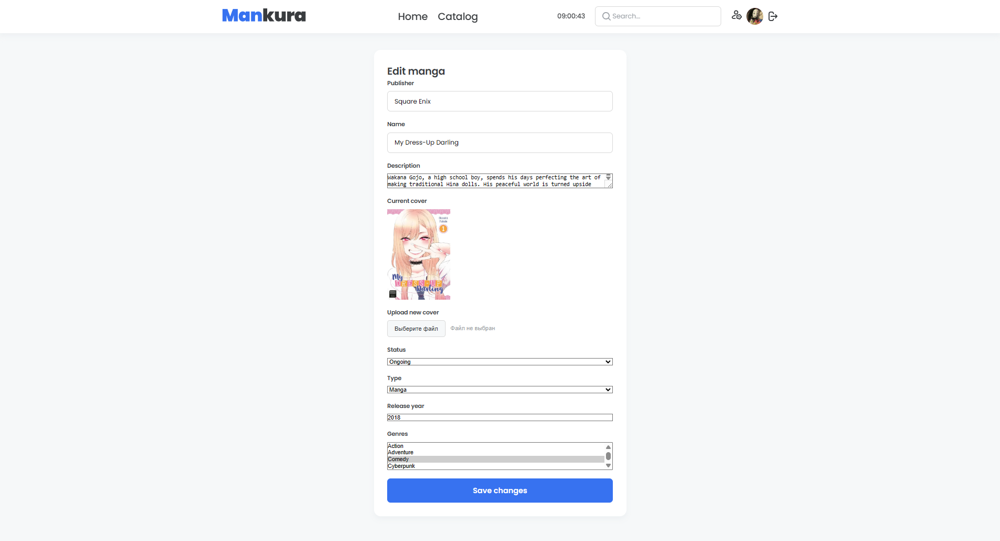 Mankura
Home Catalog
09:00:43
Search...
Edit manga
Publisher
Square Enix
Name
My Dress-Up Darling
Description
Wakana Gojo, a high school boy, spends his days perfecting the art of
making traditional Hina dolls. His peaceful world is turned upside
Current cover
1
My
DRESS-UP
Darling
Upload new cover
Выберите файл Файл не выбран
Status
Ongoing
Type
Manga
Release year
2018
Genres
Action
Adventure
Comedy
Cyberpunk
Save changes